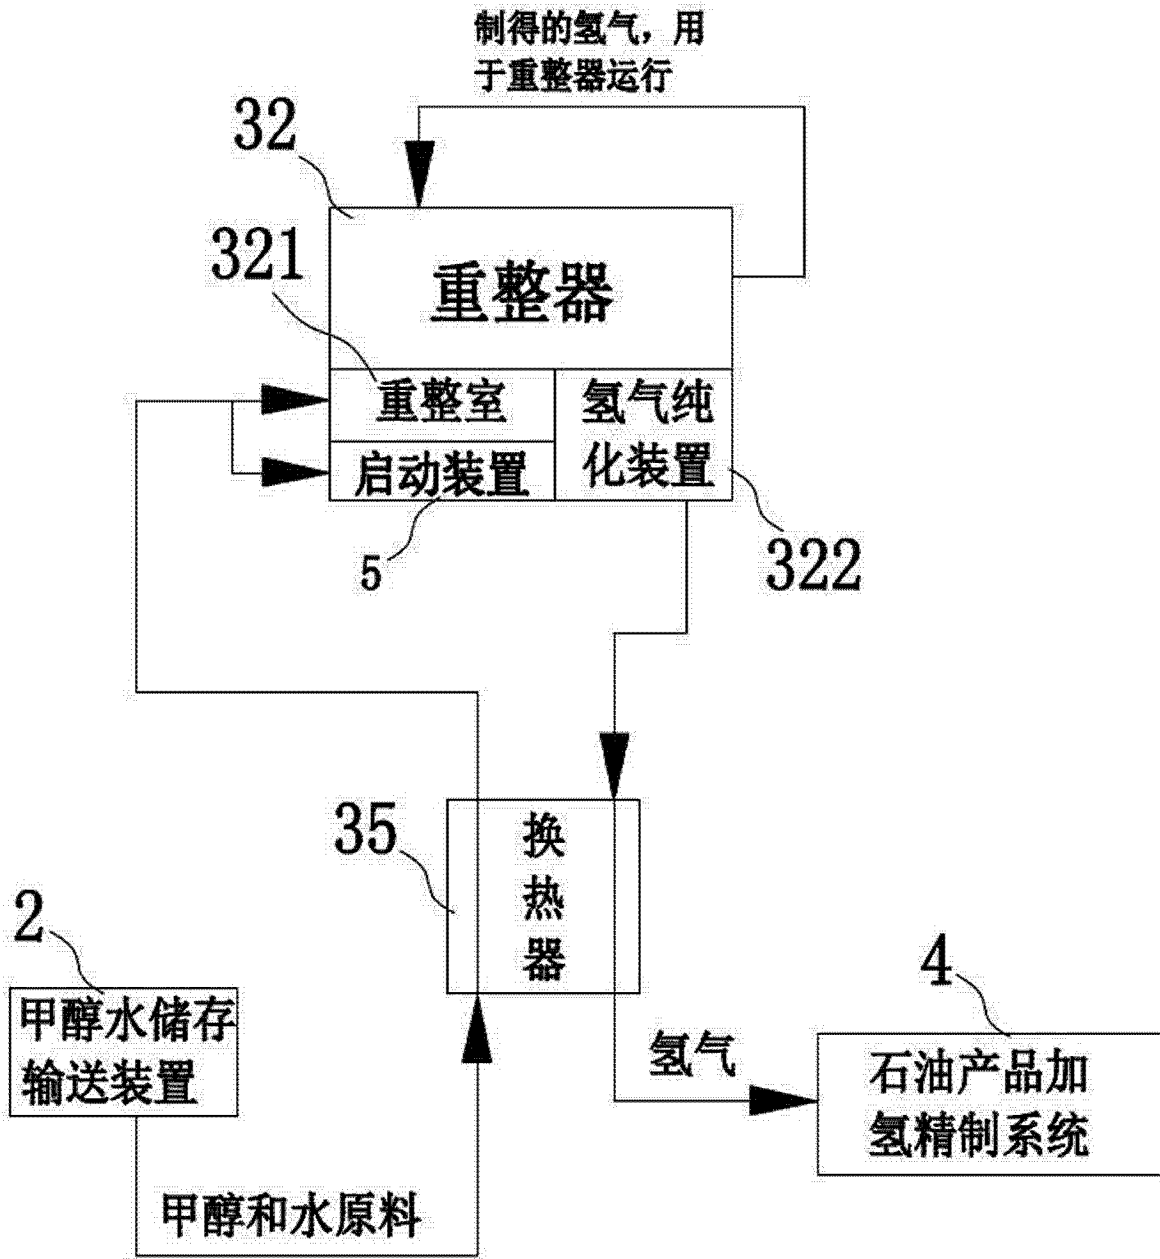 制得的氢气，用
于重整器运行
32
321
重整器
重整室
氢气纯
化装置
启动装置
5
322
35
换
热
器
2
4
甲醇水储存
输送装置
氢气
石油产品加
氢精制系统
甲醇和水原料